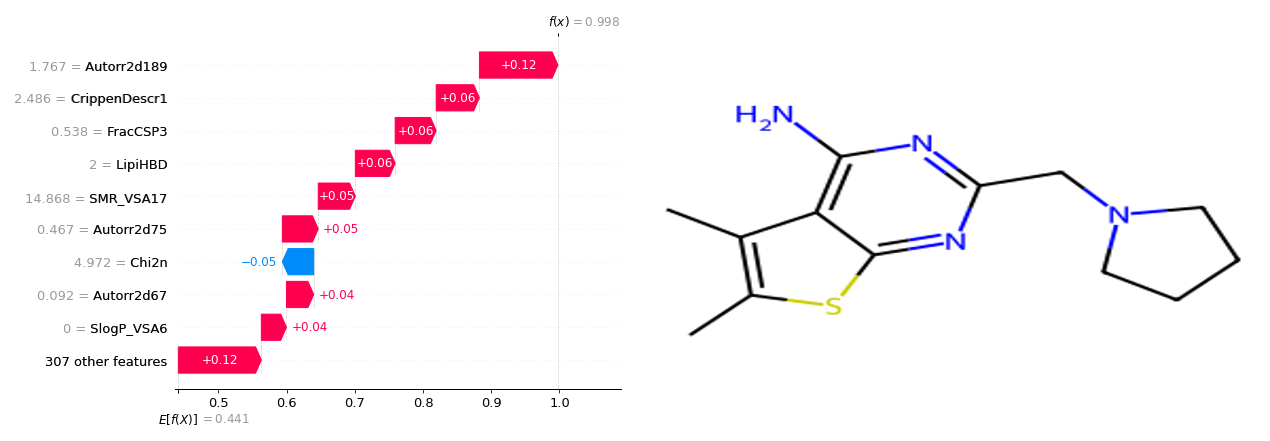 f(x) = 0.998
1.767 = Autorr2d189
+0.12
2.486 = CrippenDescr1
+0.06
0.538 = FracCSP3
+0.06
2 = LipiHBD
+0.06
14.868 = SMR_VSA17
+0.05
0.467 = Autorr2d75
+0.05
4.972 = Chi2n
−0.05
0.092 = Autorr2d67
+0.04
0 = SlogP_VSA6
+0.04
307 other features
+0.12
0.5 0.6 0.7 0.8 0.9 1.0
E[f(X)] = 0.441
H2N
N
N
N
S